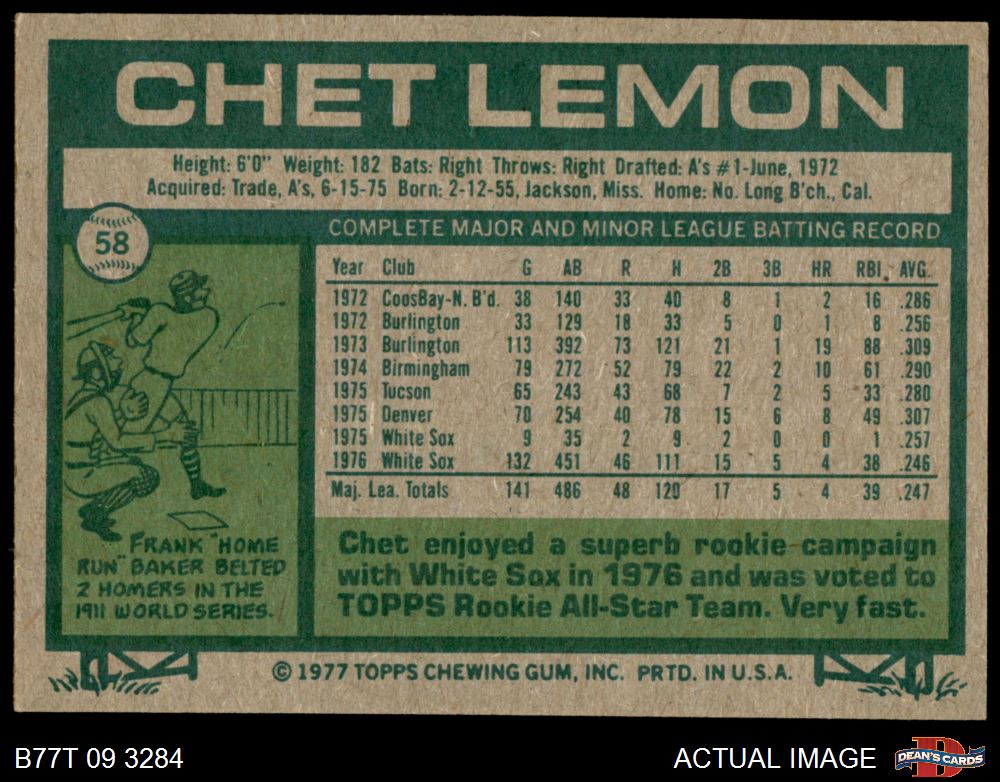 CHET LEMON
Height: 6'0" Weight: 182 Bats: Right Throws: Right Drafted: A's #1-June, 1972
Acquired: Trade, A's, 6-15-75 Born: 2-12-55, Jackson, Miss. Home: No. Long B'ch., Cal.
58
COMPLETE MAJOR AND MINOR LEAGUE BATTING RECORD
Year Club G AB R H 2B 3B HR RBI. AVG.
1972 CoosBay-N. B'd. 38 140 33 40 8 1 2 16 .286
1972 Burlington 33 129 18 33 5 0 1 8 .256
1973 Burlington 113 392 73 121 21 1 19 88 .309
1974 Birmingham 79 272 52 79 22 2 10 61 .290
1975 Tucson 65 243 43 68 7 2 5 33 .280
1975 Denver 70 254 40 78 15 6 8 49 .307
1975 White Sox 9 35 2 9 2 0 0 1 .257
1976 White Sox 132 451 46 111 15 5 4 38 .246
Maj. Lea. Totals 141 486 48 120 17 5 4 39 .247
FRANK "HOME
RUN" BAKER BELTED
2 HOMERS IN THE
1911 WORLD SERIES.
Chet enjoyed a superb rookie campaign
with White Sox in 1976 and was voted to
TOPPS Rookie All-Star Team. Very fast.
© 1977 TOPPS CHEWING GUM, INC. PRTD. IN U.S.A.
B77T 09 3284
ACTUAL IMAGE
D
DEAN'S CARDS